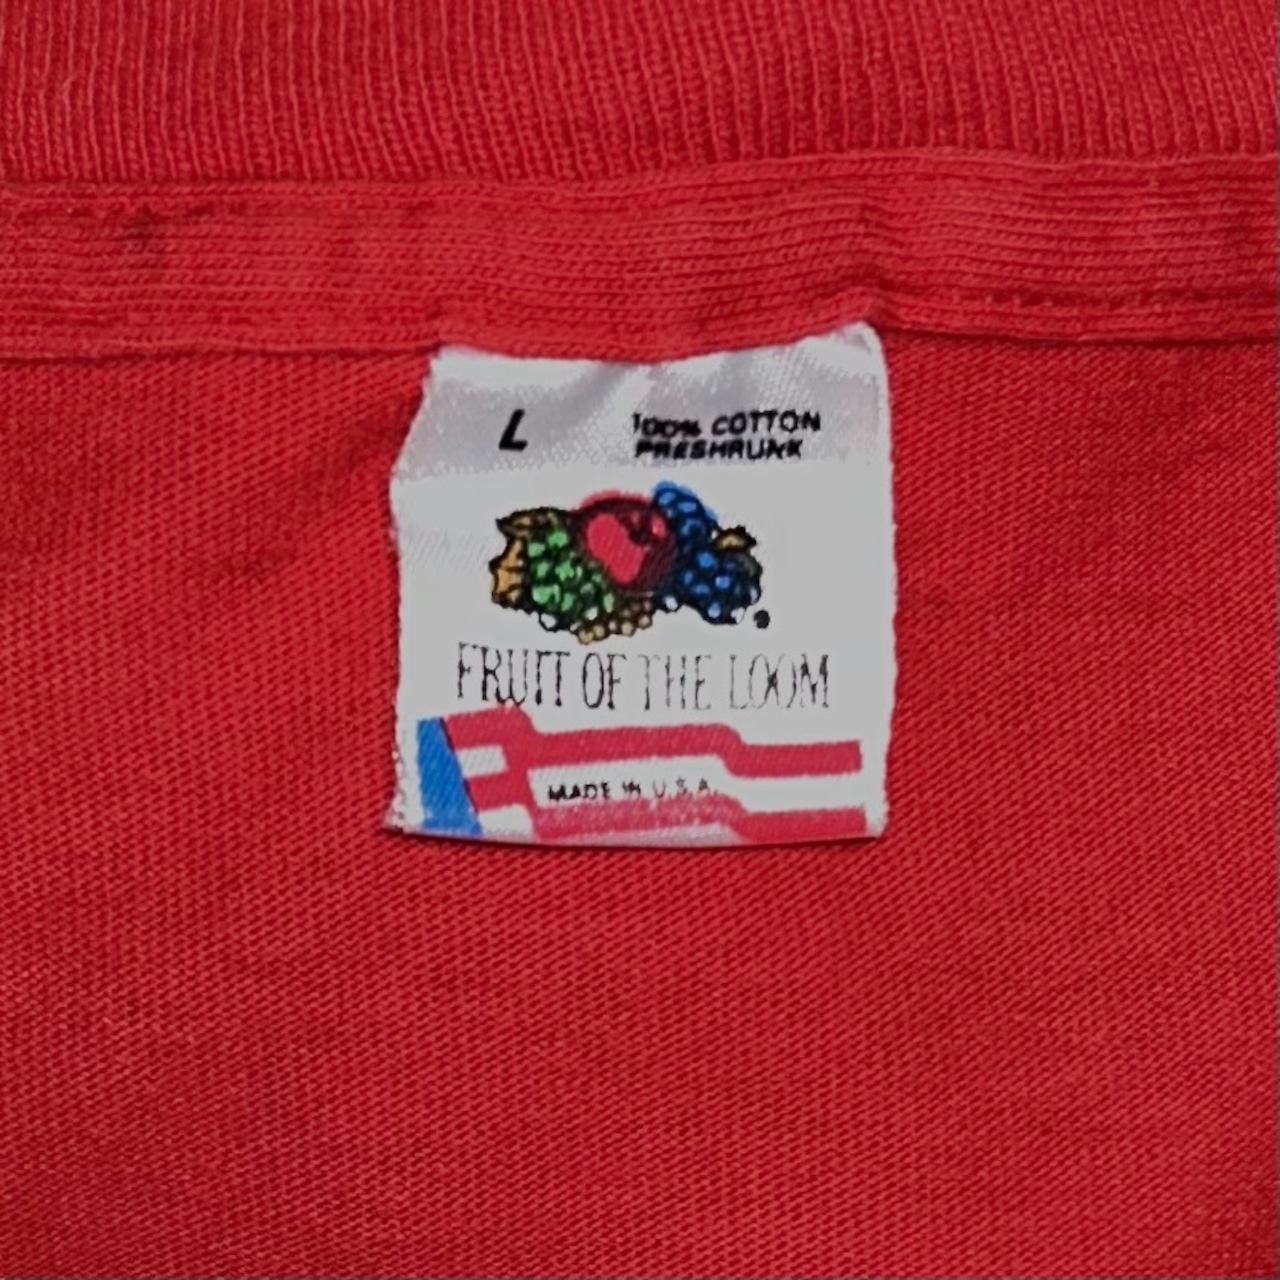 L
100% COTTON
PRESHRUNK
FRUIT OF THE LOOM
MADE IN U.S.A.